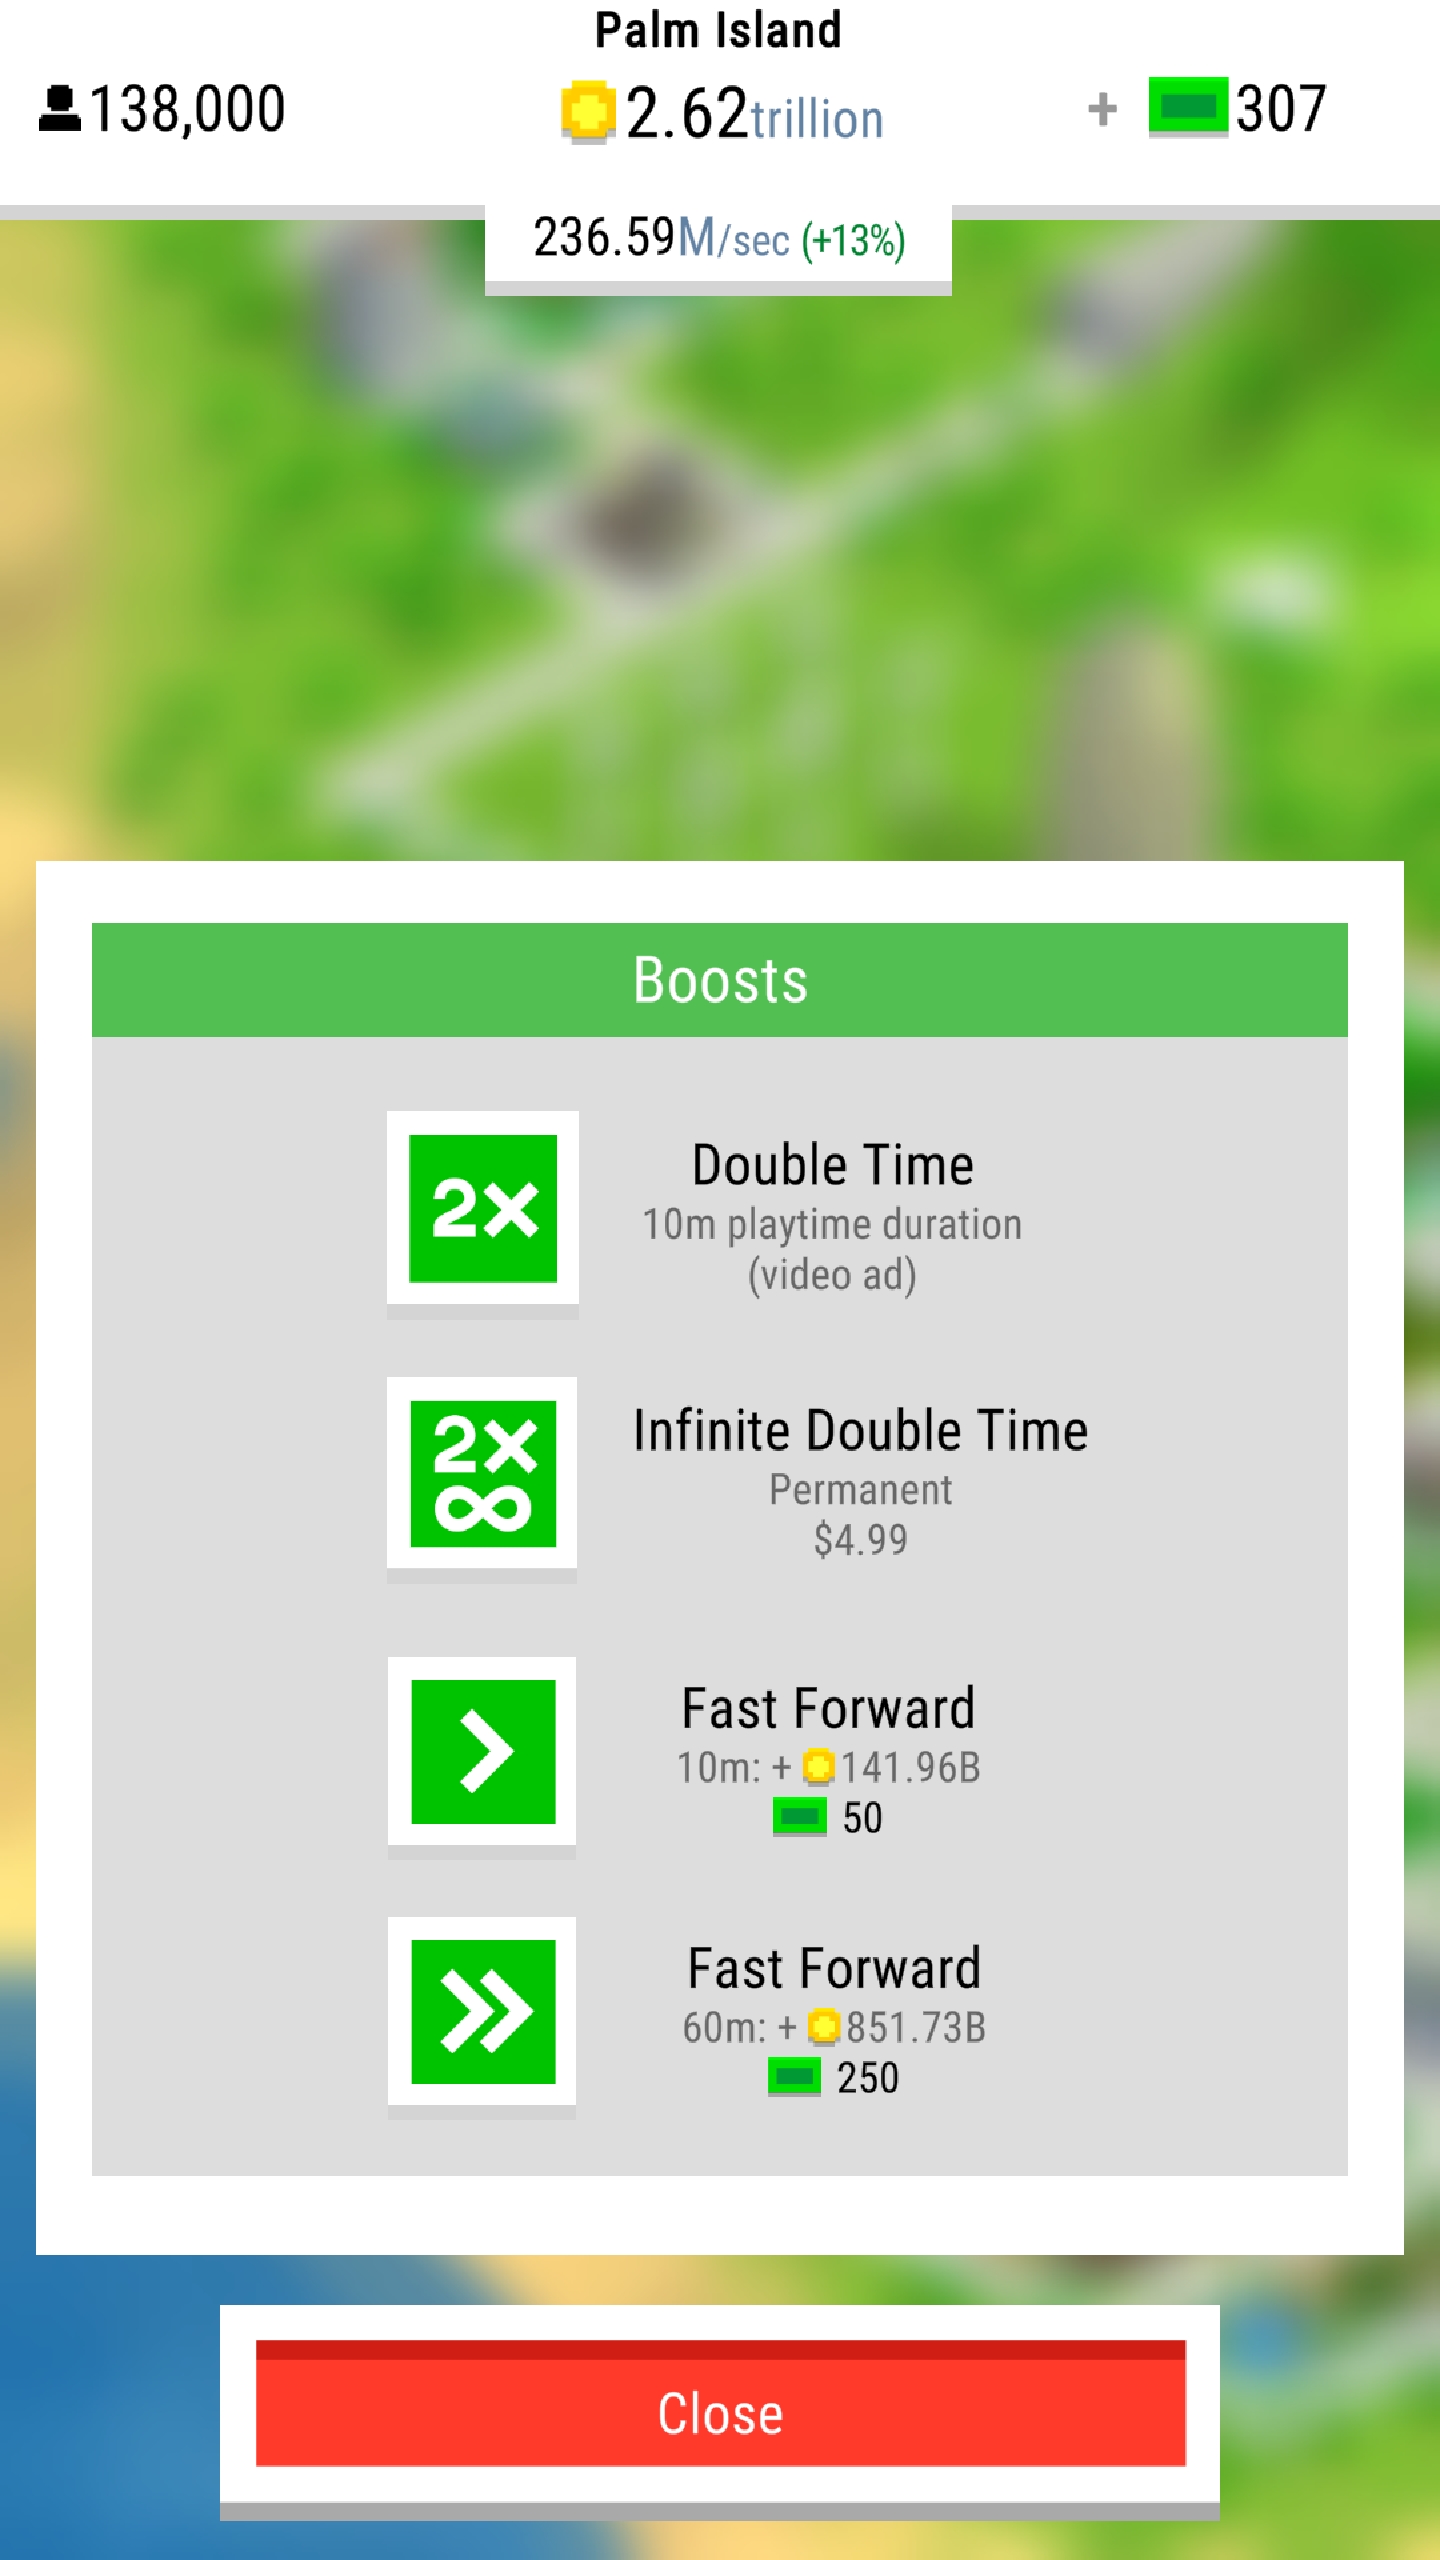 Palm Island
138,000
2.62trillion
+ 307
236.59M/sec (+13%)
Boosts
2×
Double Time
10m playtime duration
(video ad)
2×
∞
Infinite Double Time
Permanent
$4.99
Fast Forward
10m: + 141.96B
50
Fast Forward
60m: + 851.73B
250
Close